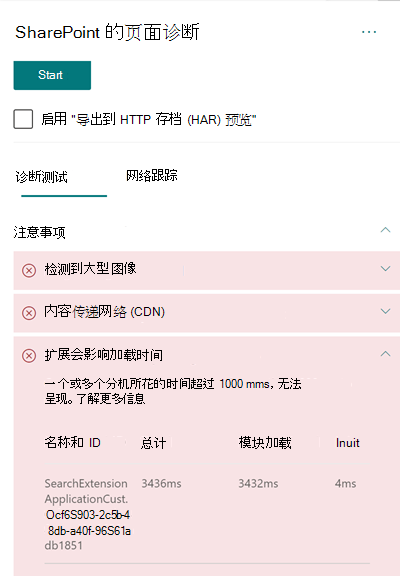 SharePoint 的页面诊断
...
Start
启用 "导出到 HTTP 存档 (HAR) 预览"
诊断测试 网络跟踪
注意事项
检测到大型图像
内容传递网络 (CDN)
扩展会影响加载时间
一个或多个分机所花的时间超过 1000 mms, 无法
呈现。了解更多信息
名称和 ID 总计 模块加载 Inuit
SearchExtension 3436ms 3432ms 4ms
ApplicationCust.
Ocf6S903-2c5b-4
8db-a40f-96S61a
db1851